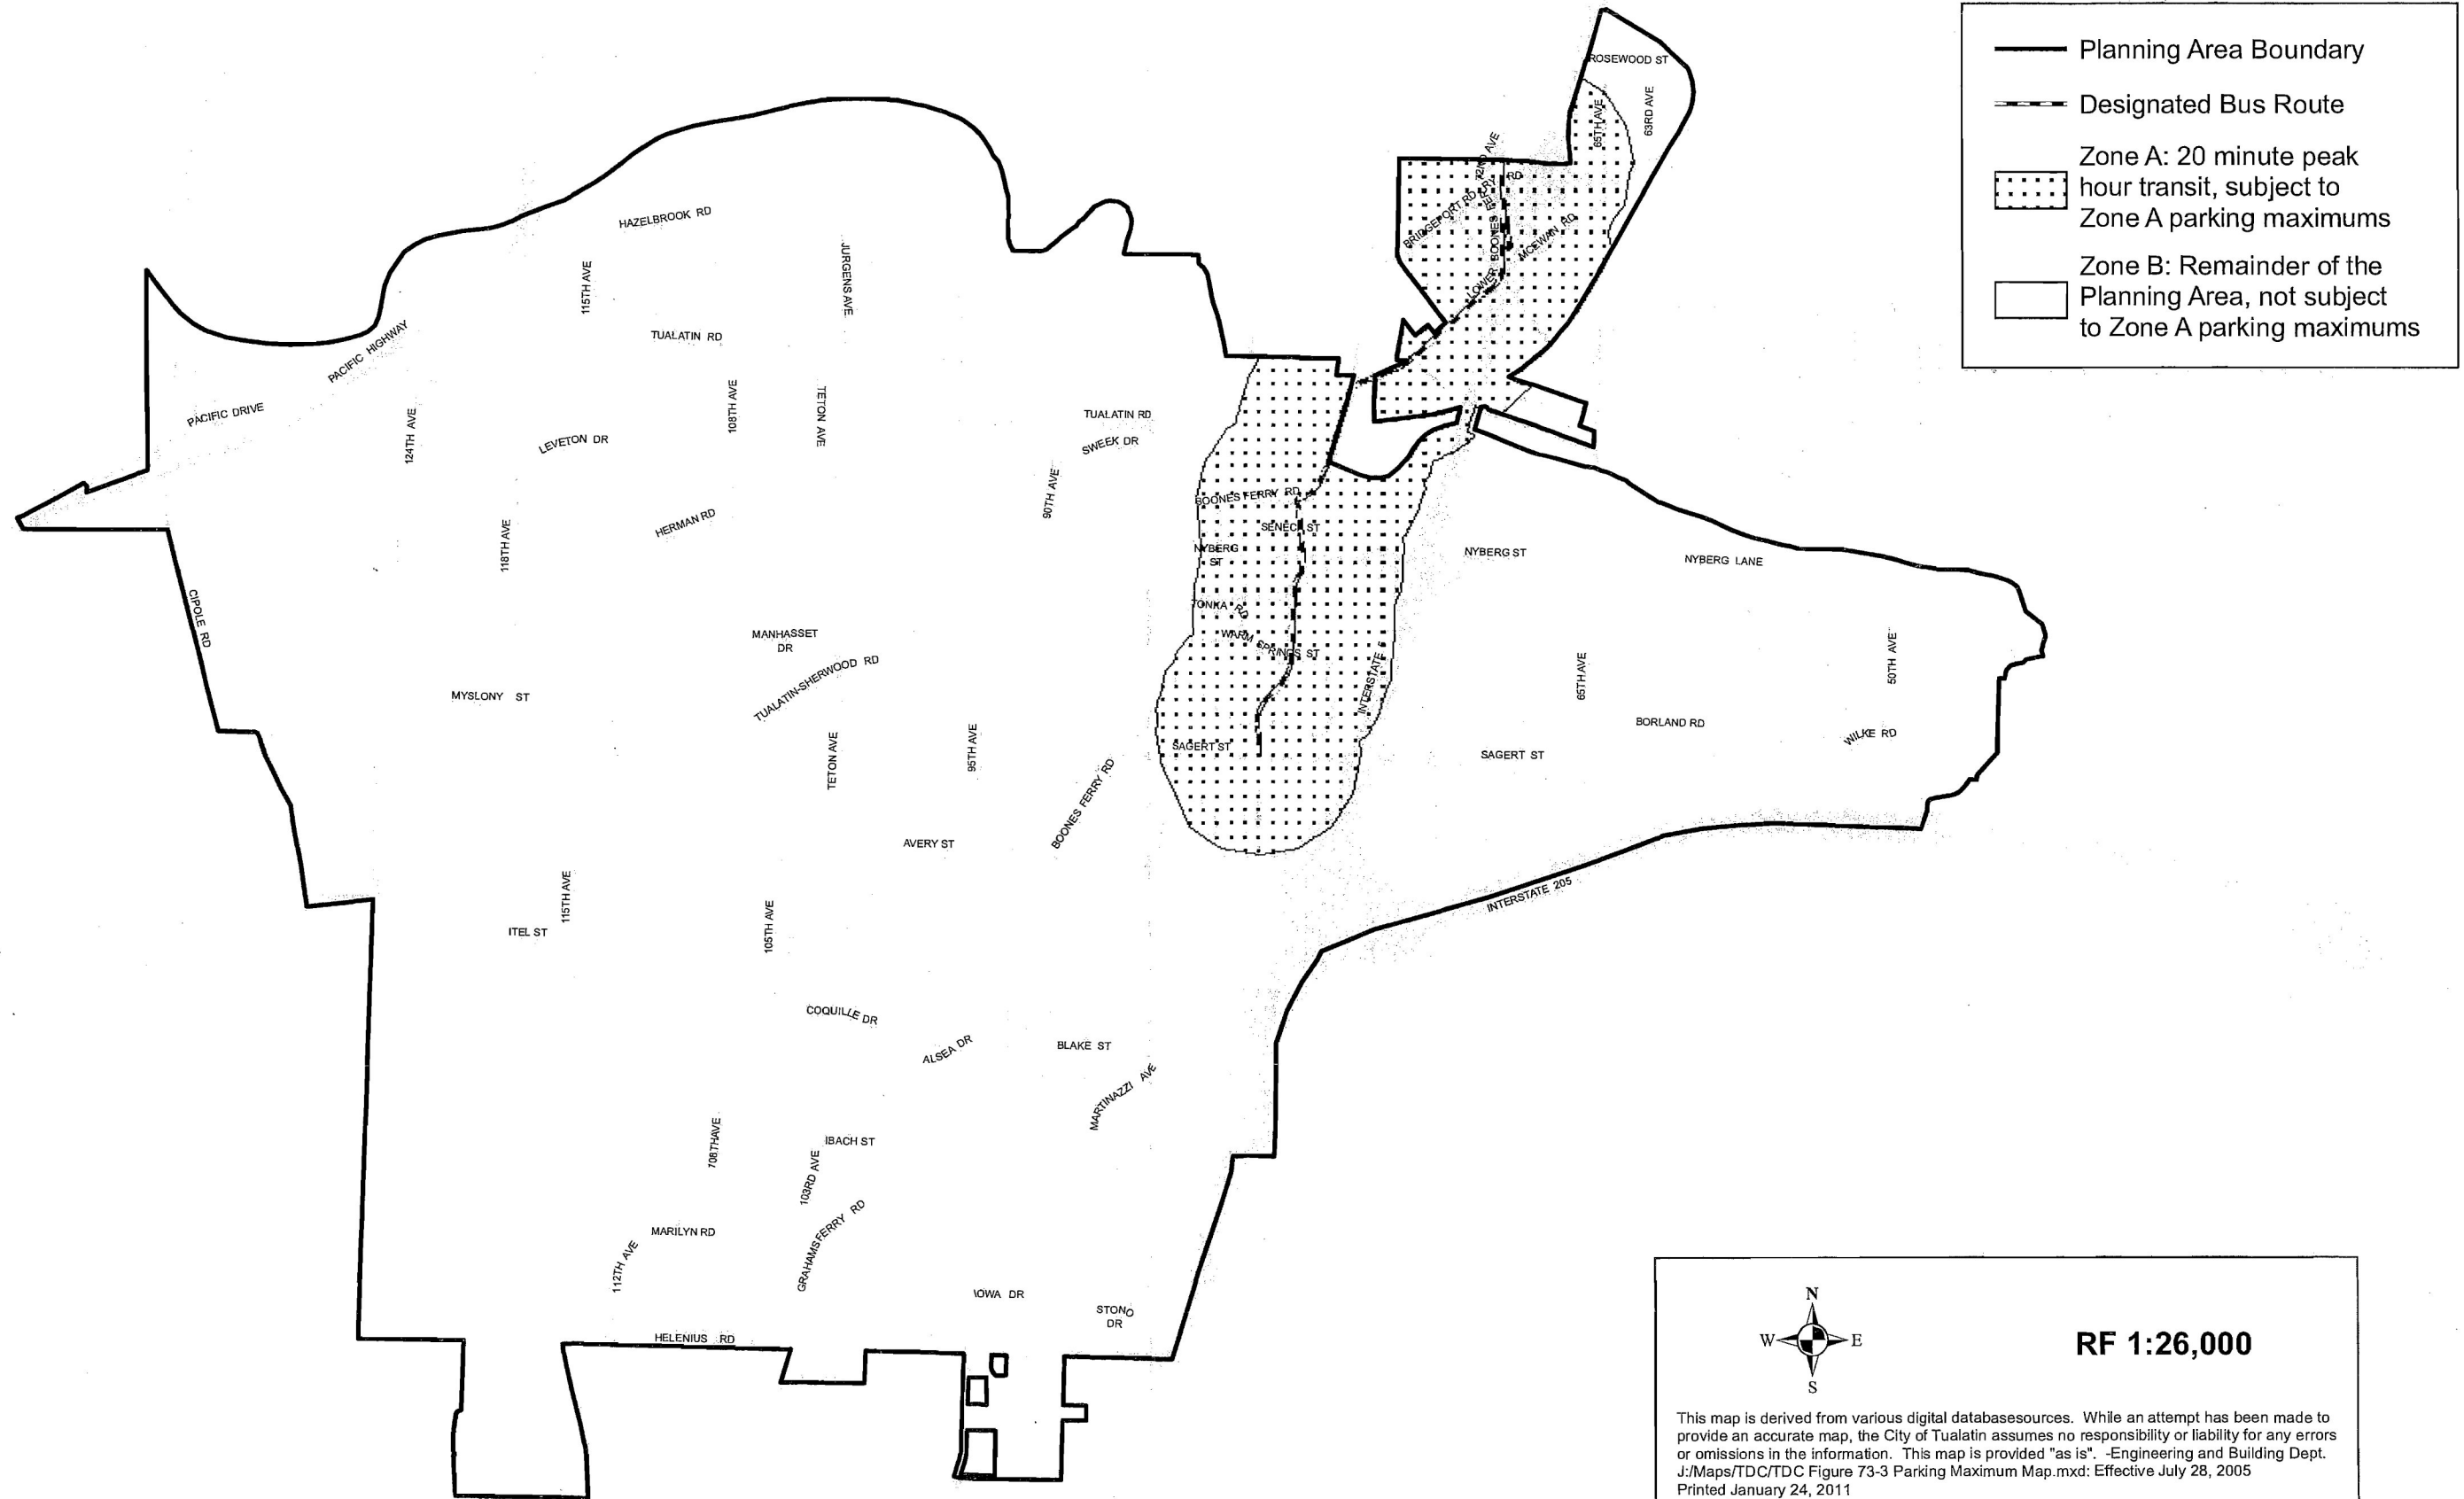 Planning Area Boundary
Designated Bus Route
Zone A: 20 minute peak
hour transit, subject to
Zone A parking maximums
Zone B: Remainder of the
Planning Area, not subject
to Zone A parking maximums
ROSEWOOD ST
65TH AVE
63RD AVE
72ND AVE
BRIDGEPORT RD
LOWER BOONES FERRY RD
MCEWAN RD
HAZELBROOK RD
115TH AVE
JURGENS AVE
TUALATIN RD
PACIFIC HIGHWAY
PACIFIC DRIVE
124TH AVE
LEVETON DR
108TH AVE
TETON AVE
TUALATIN RD
SWEEK DR
90TH AVE
BOONES FERRY RD
SENECA ST
HERMAN RD
118TH AVE
NYBERG
ST
NYBERG ST
NYBERG LANE
CIPOLE RD
TONKA RD
WARM SPRINGS ST
MANHASSET
DR
TUALATIN-SHERWOOD RD
INTERSTATE 5
65TH AVE
50TH AVE
MYSLONY ST
BORLAND RD
WILKE RD
SAGERT ST
SAGERT ST
TETON AVE
95TH AVE
BOONES FERRY RD
AVERY ST
INTERSTATE 205
115TH AVE
ITEL ST
105TH AVE
COQUILLE DR
ALSEA DR
BLAKE ST
MARTINAZZI AVE
108TH AVE
IBACH ST
103RD AVE
GRAHAMS FERRY RD
MARILYN RD
112TH AVE
IOWA DR
STONO
DR
HELENIUS RD
N
W E
S
RF 1:26,000
This map is derived from various digital databasesources. While an attempt has been made to
provide an accurate map, the City of Tualatin assumes no responsibility or liability for any errors
or omissions in the information. This map is provided "as is". -Engineering and Building Dept.
J:/Maps/TDC/TDC Figure 73-3 Parking Maximum Map.mxd: Effective July 28, 2005
Printed January 24, 2011